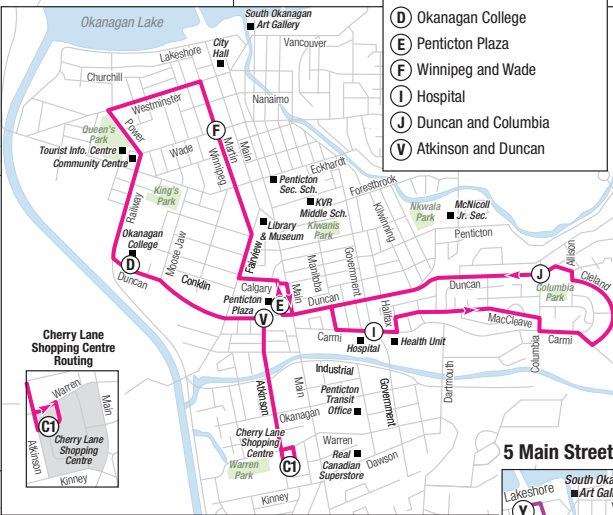 Okanagan Lake
South Okanagan
Art Gallery
D Okanagan College
E Penticton Plaza
F Winnipeg and Wade
I Hospital
J Duncan and Columbia
V Atkinson and Duncan
City
Hall
Vancouver
Lakeshore
Churchill
Westminster
Nanaimo
Queen's
Park
Power
F
Martin
Main
Tourist Info. Centre
Community Centre
Wade
Winnipeg
Eckhardt
Penticton
Sec. Sch.
Forestbrook
King's
Park
KVR
Middle Sch.
Nkwala
Park
McNicoll
Jr. Sec.
Railway
Library
& Museum
Kiwanis
Park
Kilwinning
Penticton
Okanagan
College
Moose Jaw
Fairview
Manitoba
Government
Allison
D
Duncan
Conklin
Calgary
Main
Duncan
Halifax
Duncan
J
Cleland
Columbia
Park
Penticton
Plaza
E
V
MacCleave
Carmi
I
Hospital
Health Unit
Columbia
Carmi
Cherry Lane
Shopping Centre
Routing
Warren
Main
C1
Cherry Lane
Shopping
Centre
Atkinson
Kinney
Atkinson
Main
Industrial
Penticton
Transit
Office
Government
Dartmouth
Okanagan
Cherry Lane
Shopping
Centre
Warren
Warren
Park
C1
Real
Canadian
Superstore
Dawson
Kinney
5 Main Street
South Oka
Art Gall
Lakeshore
Y